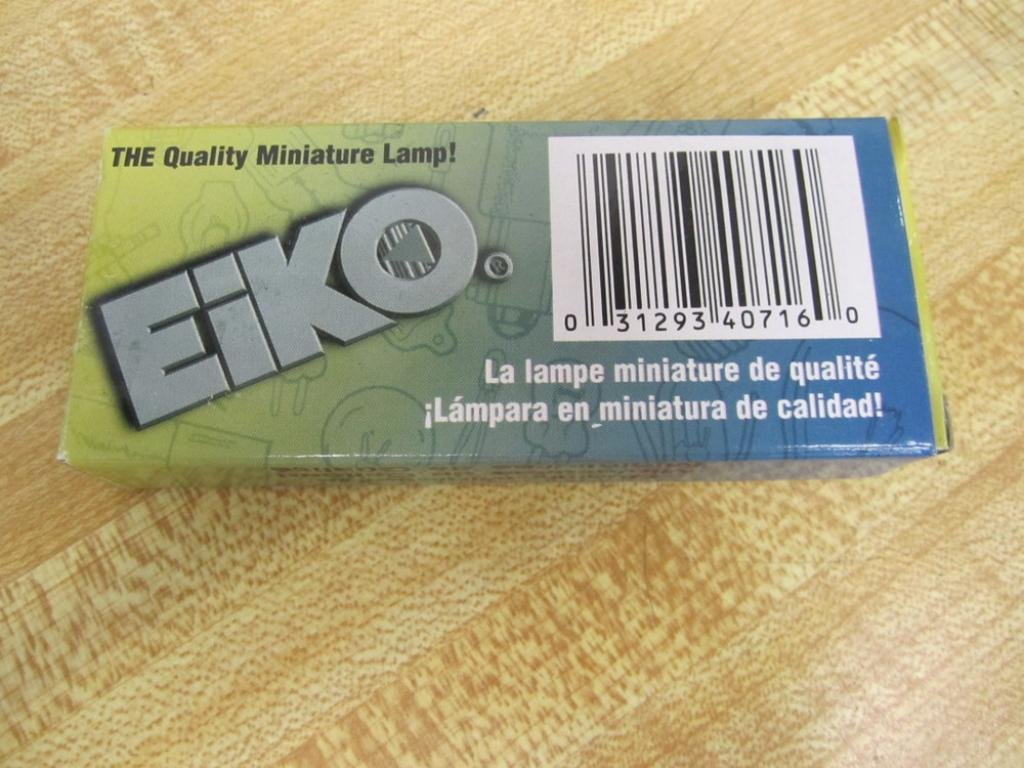 THE Quality Miniature Lamp!
EiKO®
0 31293 40716 0
La lampe miniature de qualité
¡Lámpara en miniatura de calidad!